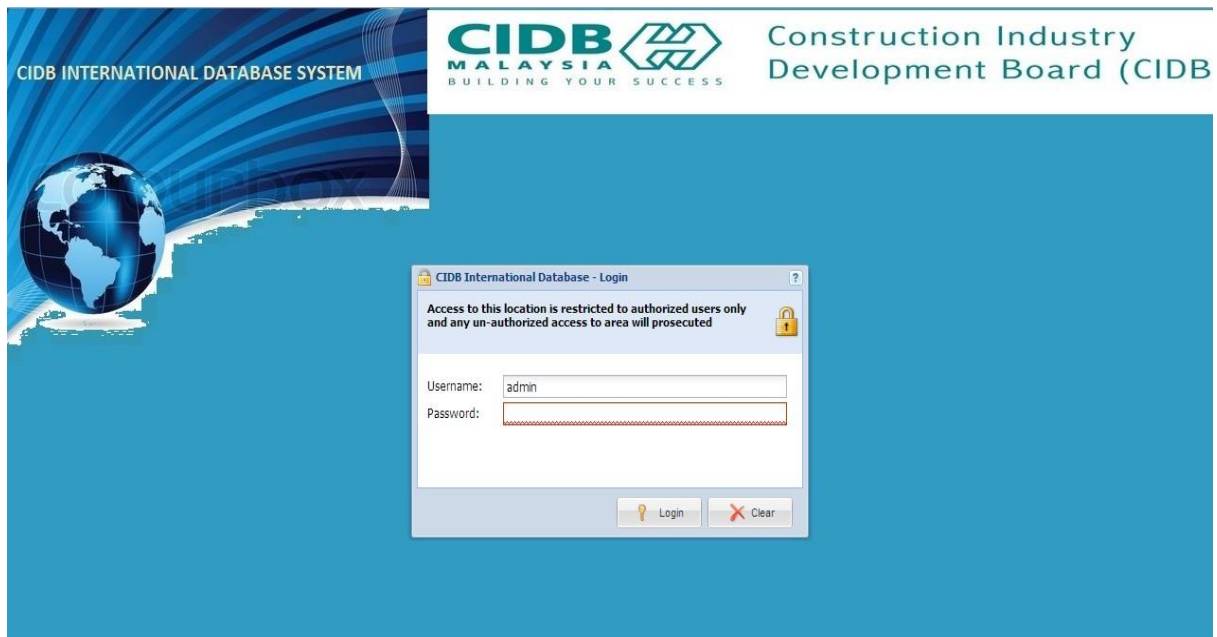 CIDB INTERNATIONAL DATABASE SYSTEM
CIDB
MALAYSIA
BUILDING YOUR SUCCESS
Construction Industry
Development Board (CIDB
colourbox
CIDB International Database - Login
?
Access to this location is restricted to authorized users only
and any un-authorized access to area will prosecuted
Username: admin
Password:
Login Clear